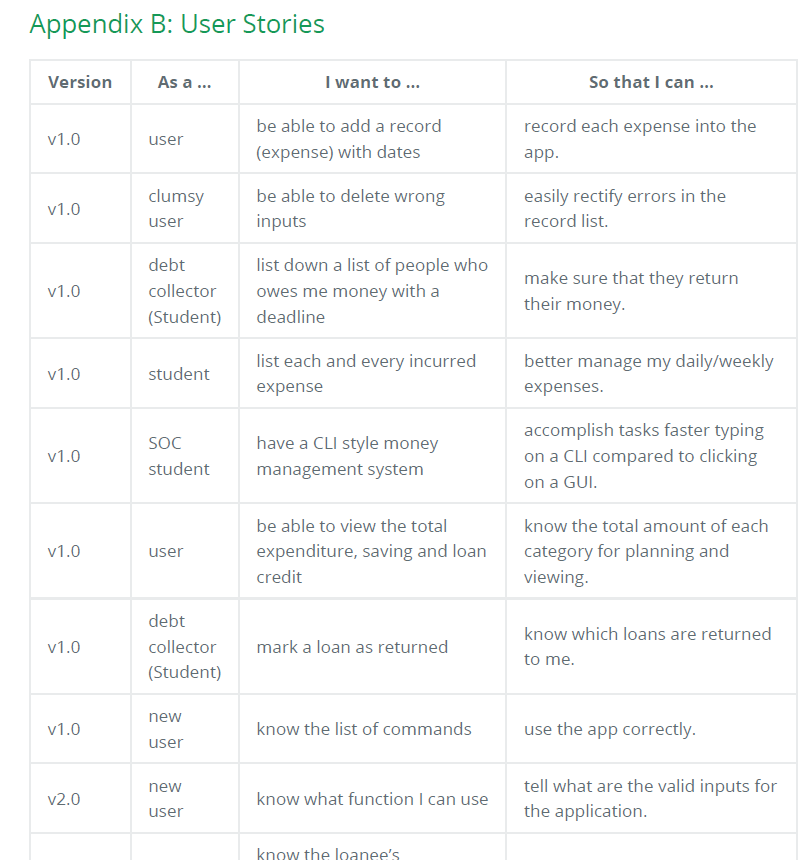 Appendix B: User Stories
Version As a ... I want to ... So that I can ...
v1.0 user be able to add a record (expense) with dates record each expense into the app.
v1.0 clumsy user be able to delete wrong inputs easily rectify errors in the record list.
v1.0 debt collector (Student) list down a list of people who owes me money with a deadline make sure that they return their money.
v1.0 student list each and every incurred expense better manage my daily/weekly expenses.
v1.0 SOC student have a CLI style money management system accomplish tasks faster typing on a CLI compared to clicking on a GUI.
v1.0 user be able to view the total expenditure, saving and loan credit know the total amount of each category for planning and viewing.
v1.0 debt collector (Student) mark a loan as returned know which loans are returned to me.
v1.0 new user know the list of commands use the app correctly.
v2.0 new user know what function I can use tell what are the valid inputs for the application.
know the loanee’s